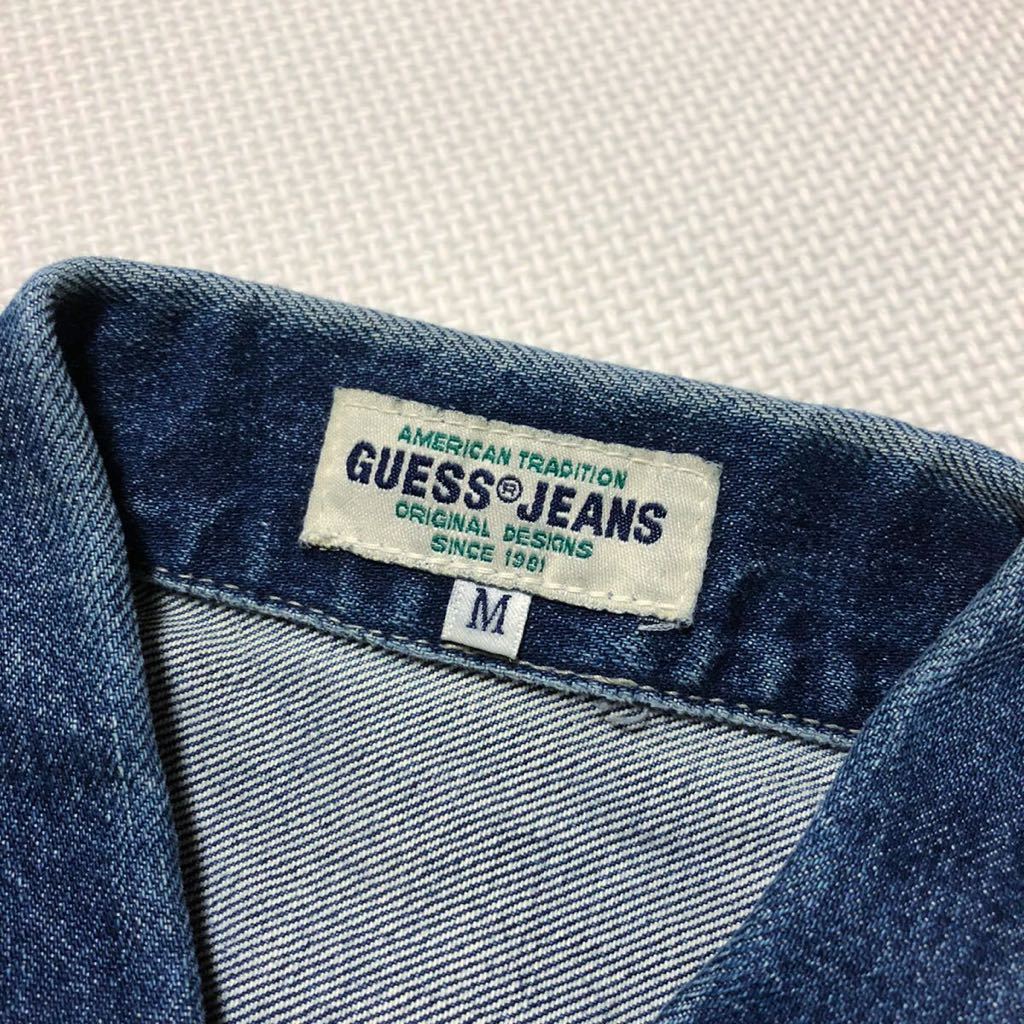 AMERICAN TRADITION
GUESS® JEANS
ORIGINAL DESIGNS
SINCE 1981
M